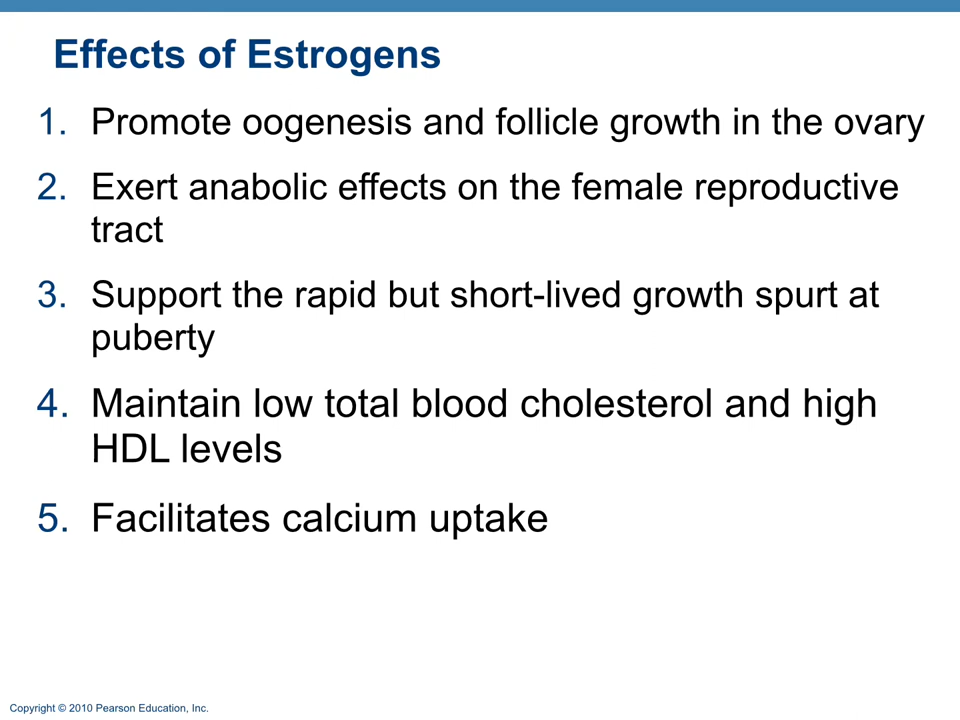 Effects of Estrogens
1. Promote oogenesis and follicle growth in the ovary
2. Exert anabolic effects on the female reproductive
tract
3. Support the rapid but short-lived growth spurt at
puberty
4. Maintain low total blood cholesterol and high
HDL levels
5. Facilitates calcium uptake
Copyright © 2010 Pearson Education, Inc.